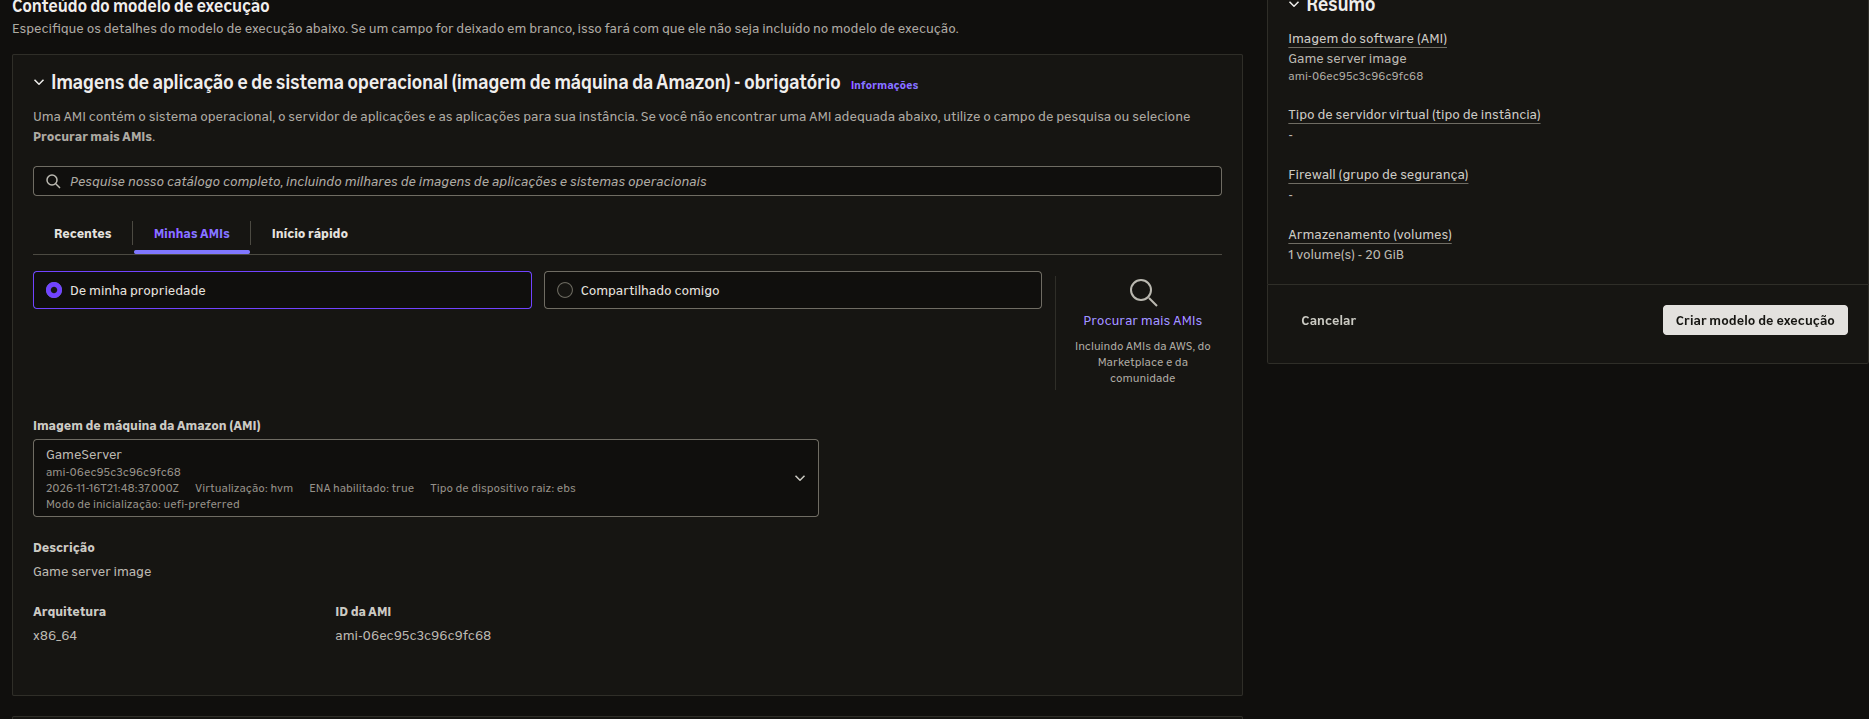 Conteúdo do modelo de execução
Especifique os detalhes do modelo de execução abaixo. Se um campo for deixado em branco, isso fará com que ele não seja incluído no modelo de execução.
Imagens de aplicação e de sistema operacional (imagem de máquina da Amazon) - obrigatório Informações
Uma AMI contém o sistema operacional, o servidor de aplicações e as aplicações para sua instância. Se você não encontrar uma AMI adequada abaixo, utilize o campo de pesquisa ou selecione
Procurar mais AMIs.
Pesquise nosso catálogo completo, incluindo milhares de imagens de aplicações e sistemas operacionais
Recentes Minhas AMIs Início rápido
De minha propriedade Compartilhado comigo
Procurar mais AMIs
Incluindo AMIs da AWS, do
Marketplace e da
comunidade
Imagem de máquina da Amazon (AMI)
GameServer
ami-06ec95c3c96c9fc68
2026-11-16T21:48:37.000Z Virtualização: hvm ENA habilitado: true Tipo de dispositivo raiz: ebs
Modo de inicialização: uefi-preferred
Descrição
Game server image
Arquitetura ID da AMI
x86_64 ami-06ec95c3c96c9fc68
Resumo
Imagem do software (AMI)
Game server image
ami-06ec95c3c96c9fc68
Tipo de servidor virtual (tipo de instância)
-
Firewall (grupo de segurança)
-
Armazenamento (volumes)
1 volume(s) - 20 GiB
Cancelar Criar modelo de execução